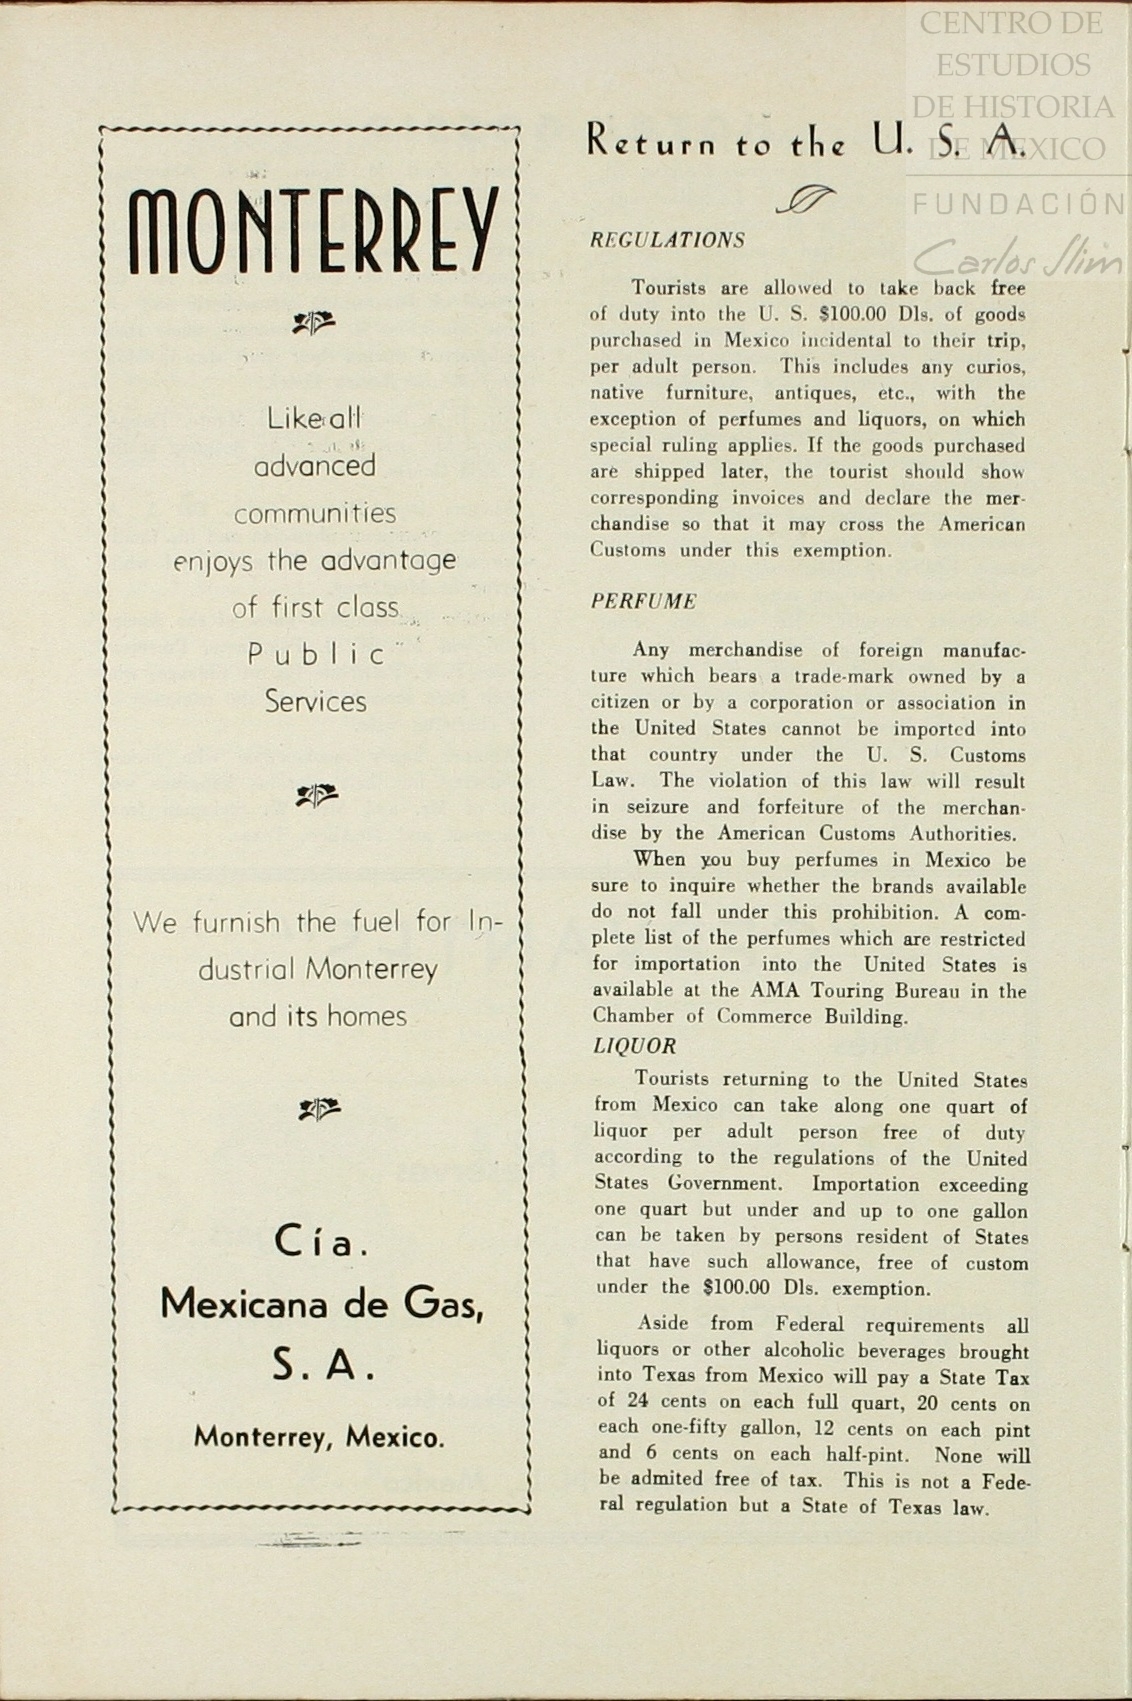 CENTRO DE
ESTUDIOS
DE HISTORIA
DE MEXICO
FUNDACIÓN
Carlos Slim
MONTERREY
Like all
advanced
communities
enjoys the advantage
of first class
Public
Services
We furnish the fuel for In-
dustrial Monterrey
and its homes
Cía.
Mexicana de Gas,
S. A.
Monterrey, Mexico.
Return to the U. S. A.
REGULATIONS
Tourists are allowed to take back free
of duty into the U. S. $100.00 Dls. of goods
purchased in Mexico incidental to their trip,
per adult person. This includes any curios,
native furniture, antiques, etc., with the
exception of perfumes and liquors, on which
special ruling applies. If the goods purchased
are shipped later, the tourist should show
corresponding invoices and declare the mer-
chandise so that it may cross the American
Customs under this exemption.
PERFUME
Any merchandise of foreign manufac-
ture which bears a trade-mark owned by a
citizen or by a corporation or association in
the United States cannot be imported into
that country under the U. S. Customs
Law. The violation of this law will result
in seizure and forfeiture of the merchan-
dise by the American Customs Authorities.
When you buy perfumes in Mexico be
sure to inquire whether the brands available
do not fall under this prohibition. A com-
plete list of the perfumes which are restricted
for importation into the United States is
available at the AMA Touring Bureau in the
Chamber of Commerce Building.
LIQUOR
Tourists returning to the United States
from Mexico can take along one quart of
liquor per adult person free of duty
according to the regulations of the United
States Government. Importation exceeding
one quart but under and up to one gallon
can be taken by persons resident of States
that have such allowance, free of custom
under the $100.00 Dls. exemption.
Aside from Federal requirements all
liquors or other alcoholic beverages brought
into Texas from Mexico will pay a State Tax
of 24 cents on each full quart, 20 cents on
each one-fifty gallon, 12 cents on each pint
and 6 cents on each half-pint. None will
be admited free of tax. This is not a Fede-
ral regulation but a State of Texas law.